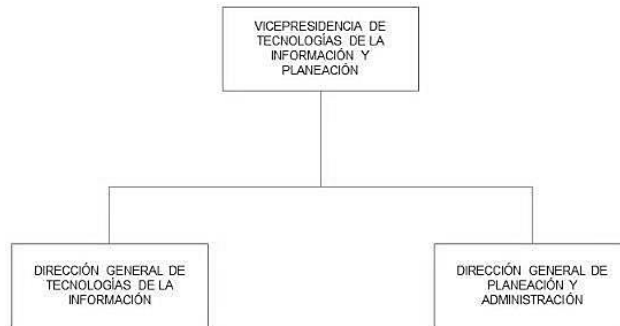 VICEPRESIDENCIA DE
TECNOLOGÍAS DE LA
INFORMACIÓN Y
PLANEACIÓN
DIRECCIÓN GENERAL DE
TECNOLOGÍAS DE LA
INFORMACIÓN
DIRECCIÓN GENERAL DE
PLANEACIÓN Y
ADMINISTRACIÓN